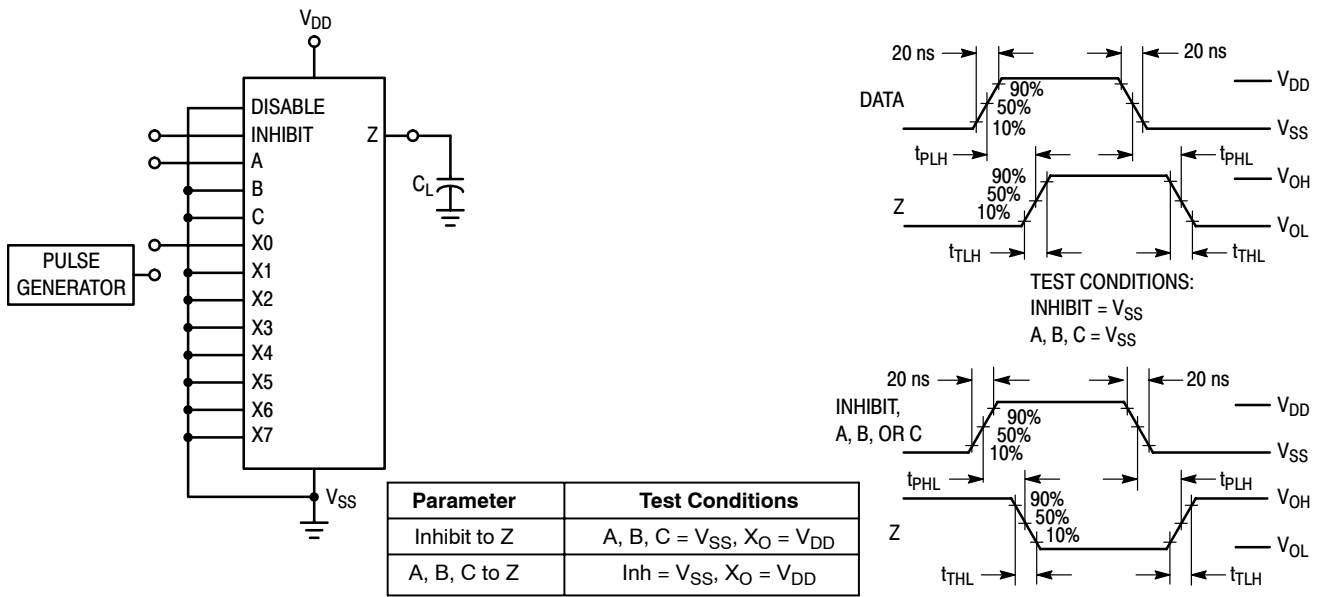 VDD
DISABLE
INHIBIT
A
B
C
X0
X1
X2
X3
X4
X5
X6
X7
Z
CL
PULSE
GENERATOR
VSS
Parameter Test Conditions
Inhibit to Z A, B, C = VSS, XO = VDD
A, B, C to Z Inh = VSS, XO = VDD
20 ns 20 ns
DATA
90%
50%
10%
VDD
VSS
tPLH tPHL
Z
90%
50%
10%
VOH
VOL
tTLH tTHL
TEST CONDITIONS:
INHIBIT = VSS
A, B, C = VSS
20 ns 20 ns
INHIBIT,
A, B, OR C
90%
50%
10%
VDD
VSS
tPHL tPLH
Z
90%
50%
10%
VOH
VOL
tTHL tTLH